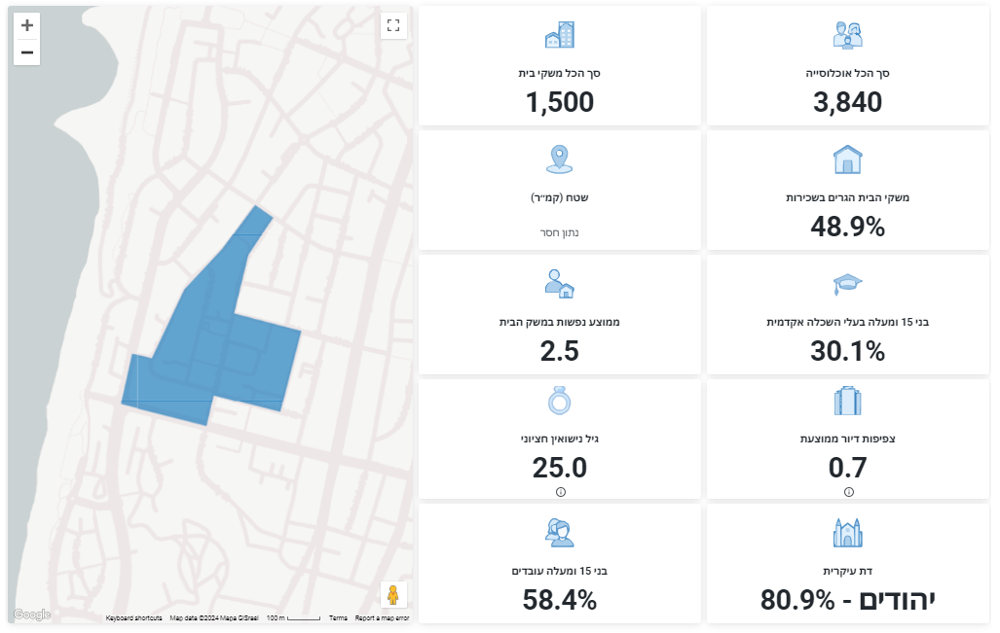 סך הכל אוכלוסייה
3,840
סך הכל משקי בית
1,500
משקי הבית הגרים בשכירות
48.9%
שטח (קמ״ר)
נתון חסר
בני 15 ומעלה בעלי השכלה אקדמית
30.1%
ממוצע נפשות במשק הבית
2.5
צפיפות דיור ממוצעת
0.7
גיל נישואין חציוני
25.0
דת עיקרית
יהודים - 80.9%
בני 15 ומעלה עובדים
58.4%
Google
Keyboard shortcuts Map data ©2024 Mapa GISrael 100 m Terms Report a map error